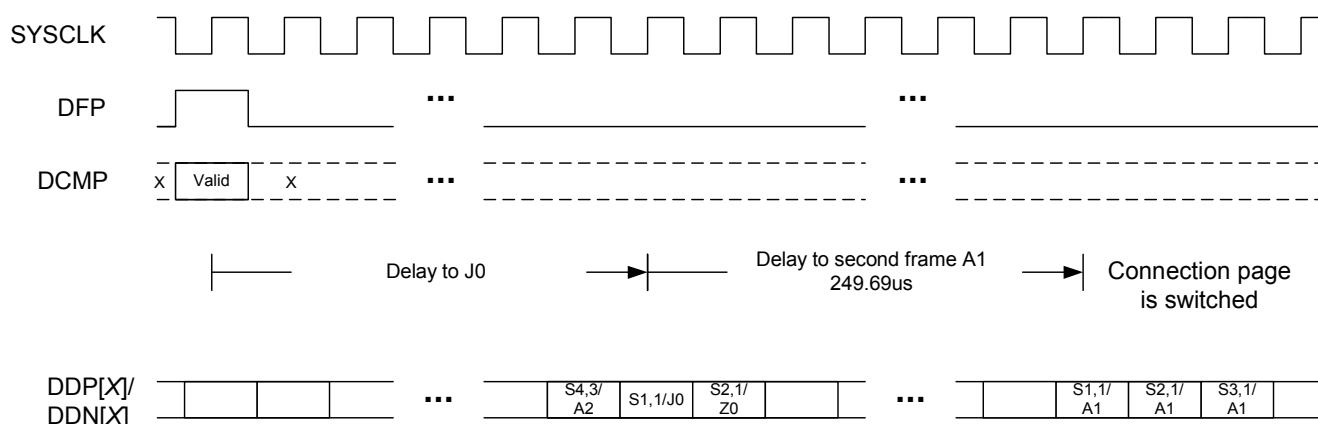 SYSCLK
DFP
...
...
DCMP
X
Valid
X
...
...
Delay to J0
Delay to second frame A1
249.69us
Connection page
is switched
DDP[X]/
DDN[X]
...
S4,3/
A2
S1,1/J0
S2,1/
Z0
...
S1,1/
A1
S2,1/
A1
S3,1/
A1